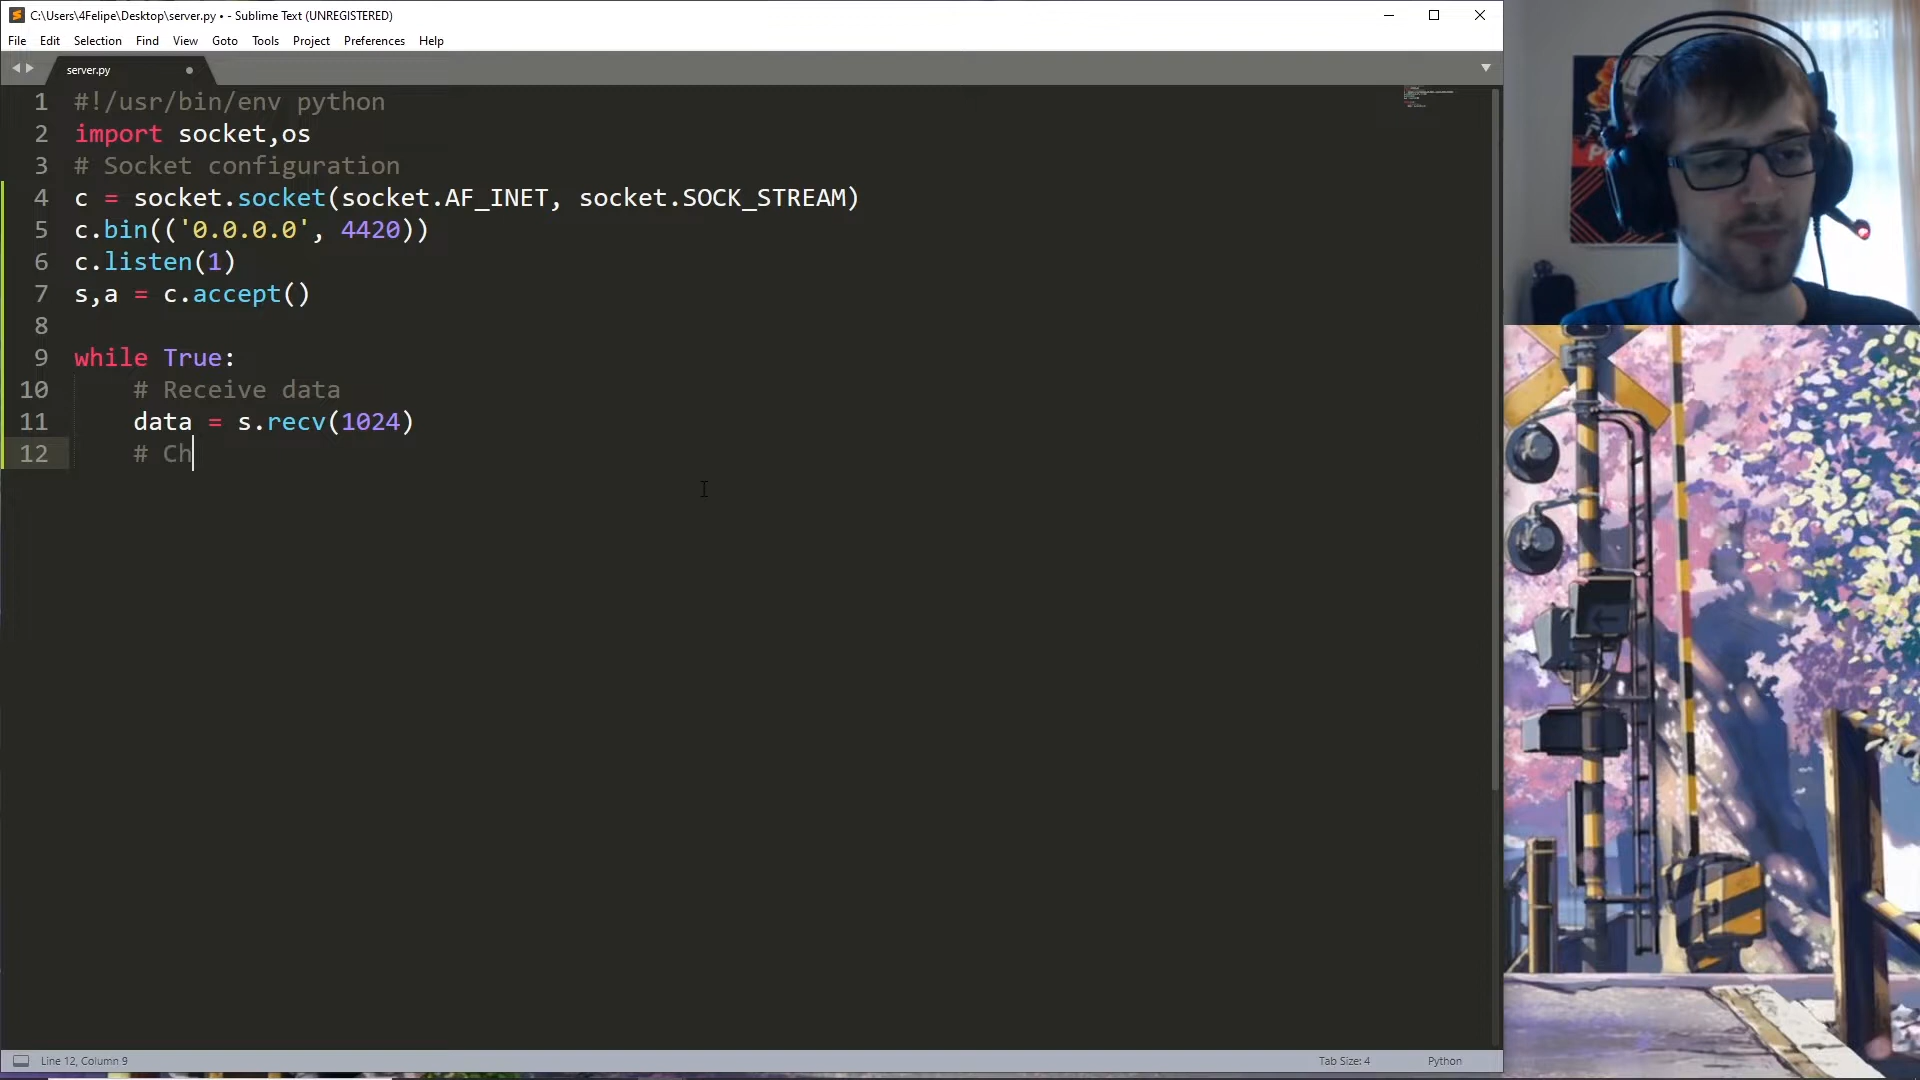 C:\Users\4Felipe\Desktop\server.py • - Sublime Text (UNREGISTERED)
File Edit Selection Find View Goto Tools Project Preferences Help
server.py
1 #!/usr/bin/env python
2 import socket,os
3 # Socket configuration
4 c = socket.socket(socket.AF_INET, socket.SOCK_STREAM)
5 c.bin(('0.0.0.0', 4420))
6 c.listen(1)
7 s,a = c.accept()
8
9 while True:
10 # Receive data
11 data = s.recv(1024)
12 # Ch
Line 12, Column 9
Tab Size: 4
Python